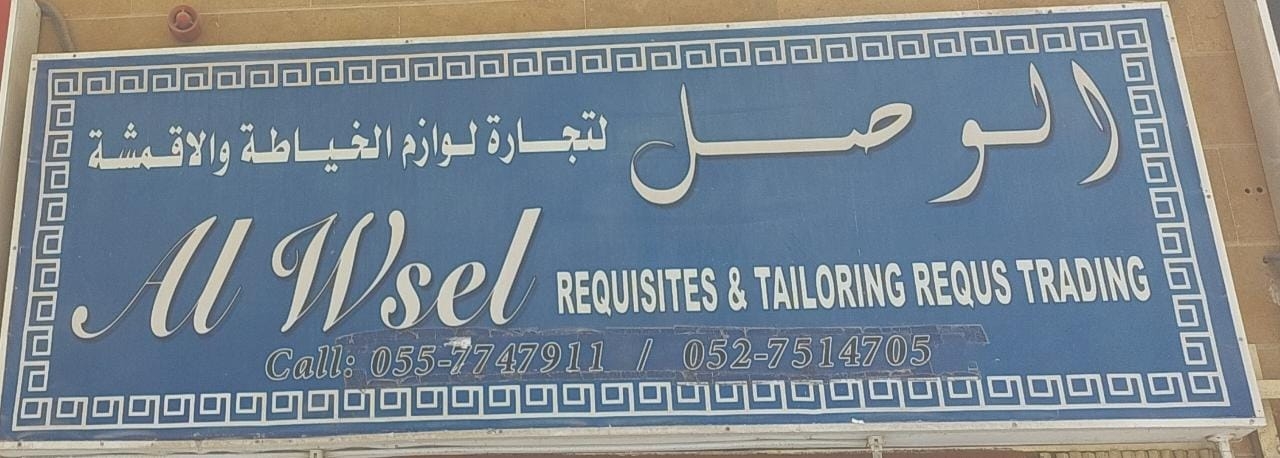 الوصل لتجارة لوازم الخياطة والاقمشة
Al Wsel REQUISITES & TAILORING REQUS TRADING
Call: 055-7747911 / 052-7514705